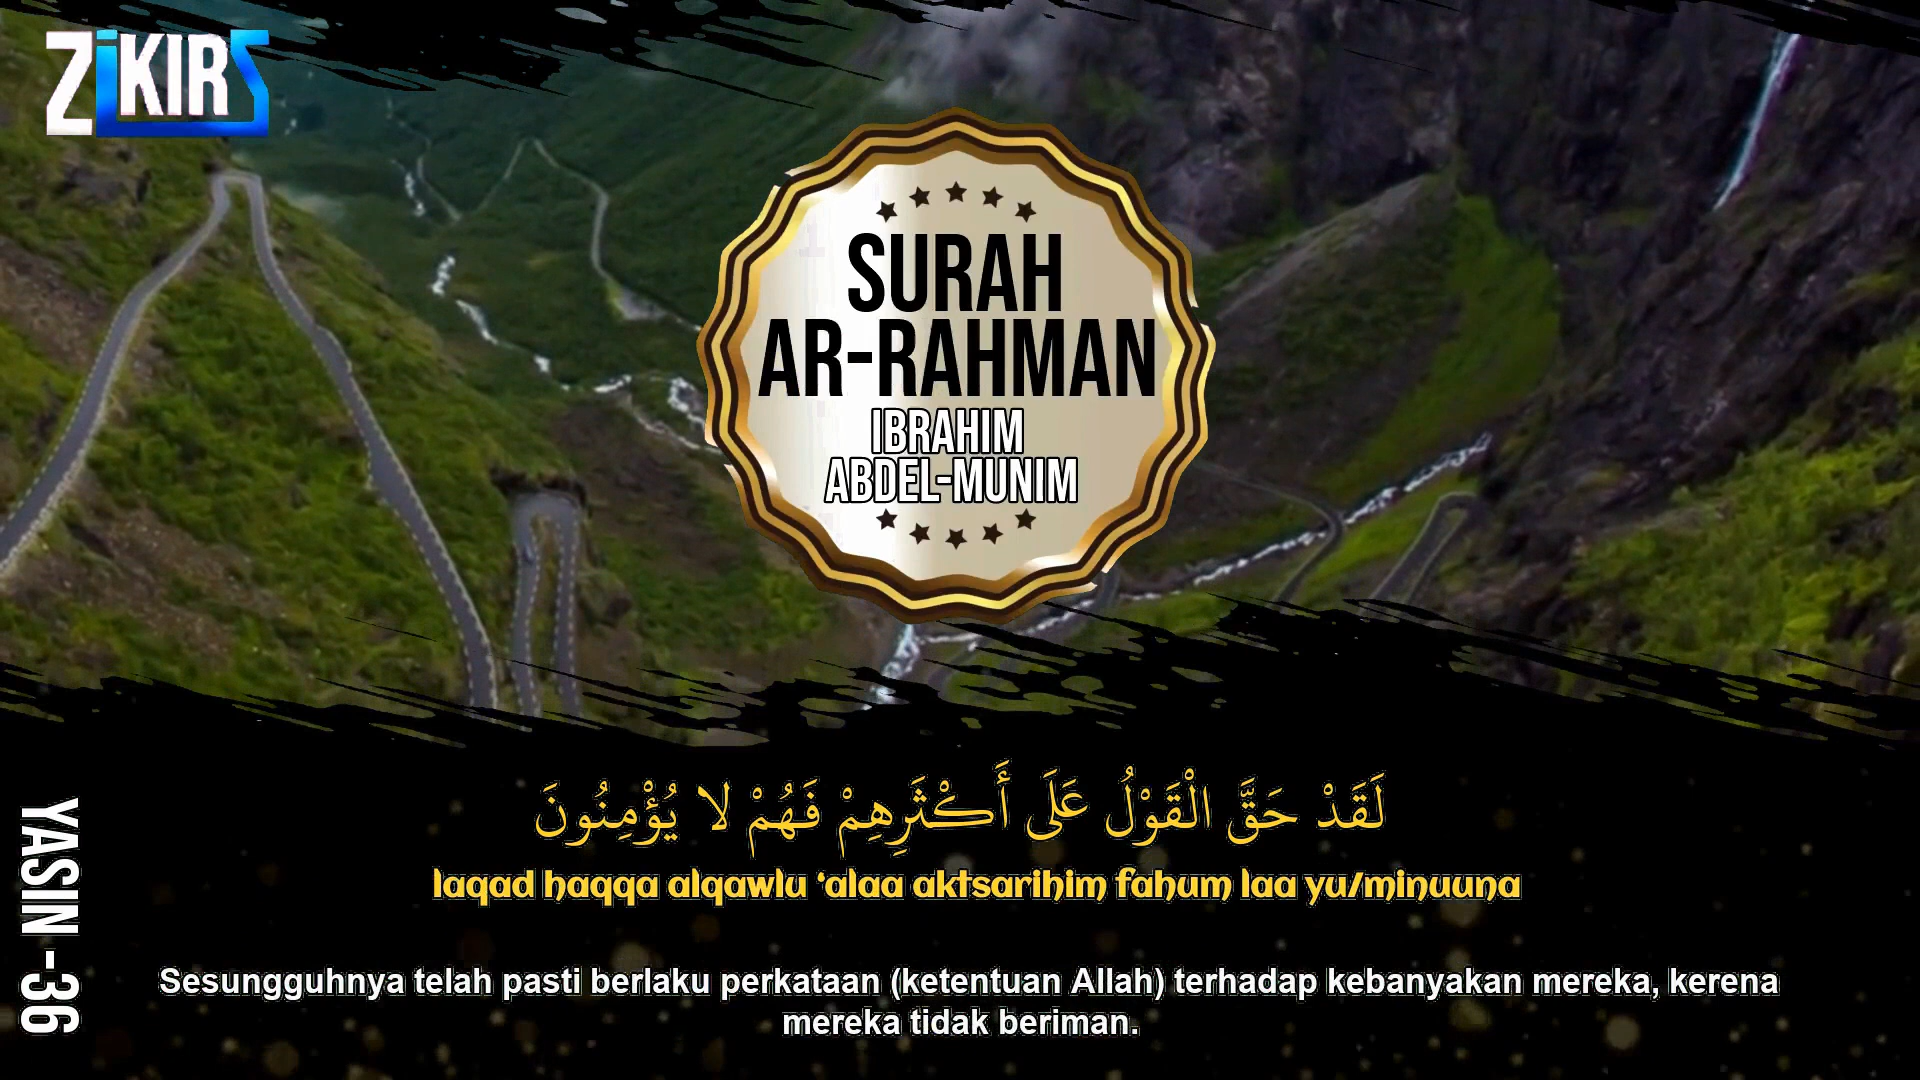 ZiKIRS
SURAH
AR-RAHMAN
IBRAHIM
ABDEL-MUNIM
لَقَدْ حَقَّ الْقَوْلُ عَلَى أَكْثَرِهِمْ فَهُمْ لا يُؤْمِنُونَ
laqad haqqa alqawlu ‘alaa aktsarihim fahum laa yu/minuuna
Sesungguhnya telah pasti berlaku perkataan (ketentuan Allah) terhadap kebanyakan mereka, kerena
mereka tidak beriman.
YASIN -36